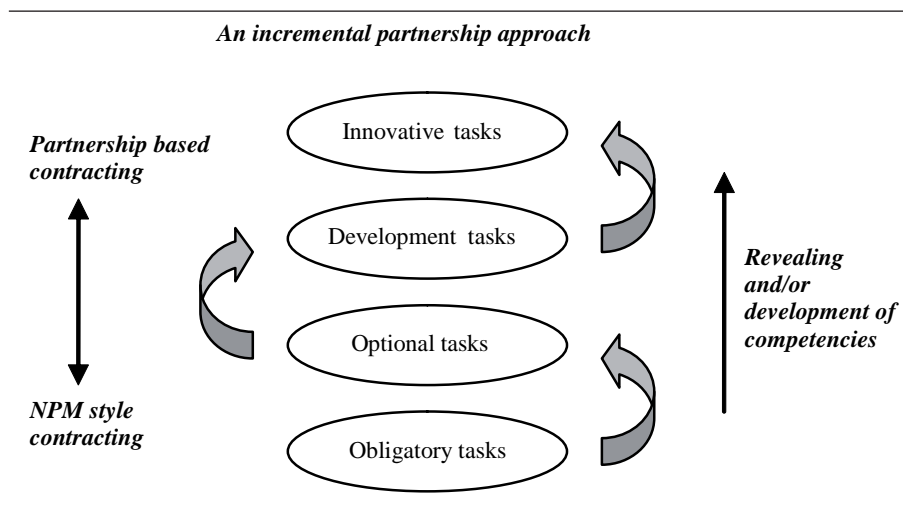 An incremental partnership approach
Innovative tasks
Partnership based
contracting
Development tasks
Revealing
and/or
development of
competencies
Optional tasks
NPM style
contracting
Obligatory tasks